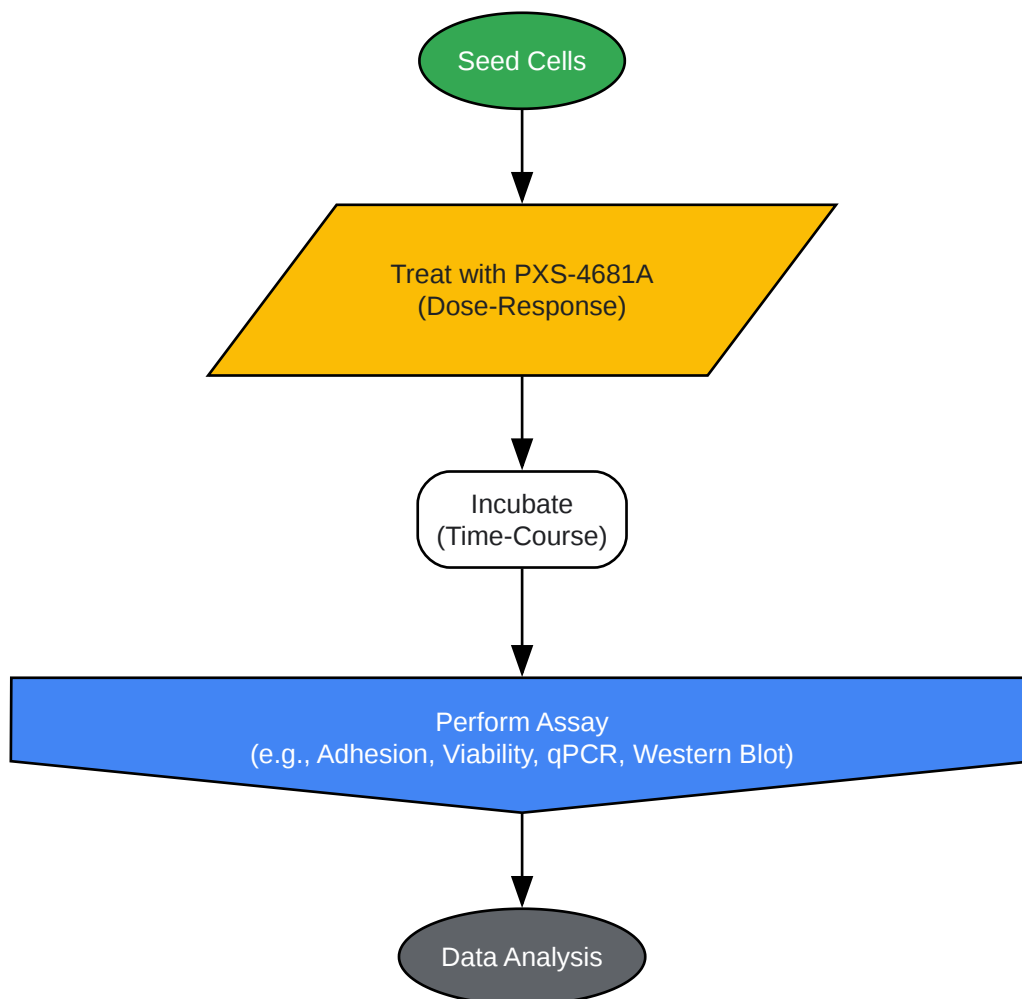 Seed Cells
Treat with PXS-4681A
(Dose-Response)
Incubate
(Time-Course)
Perform Assay
(e.g., Adhesion, Viability, qPCR, Western Blot)
Data Analysis